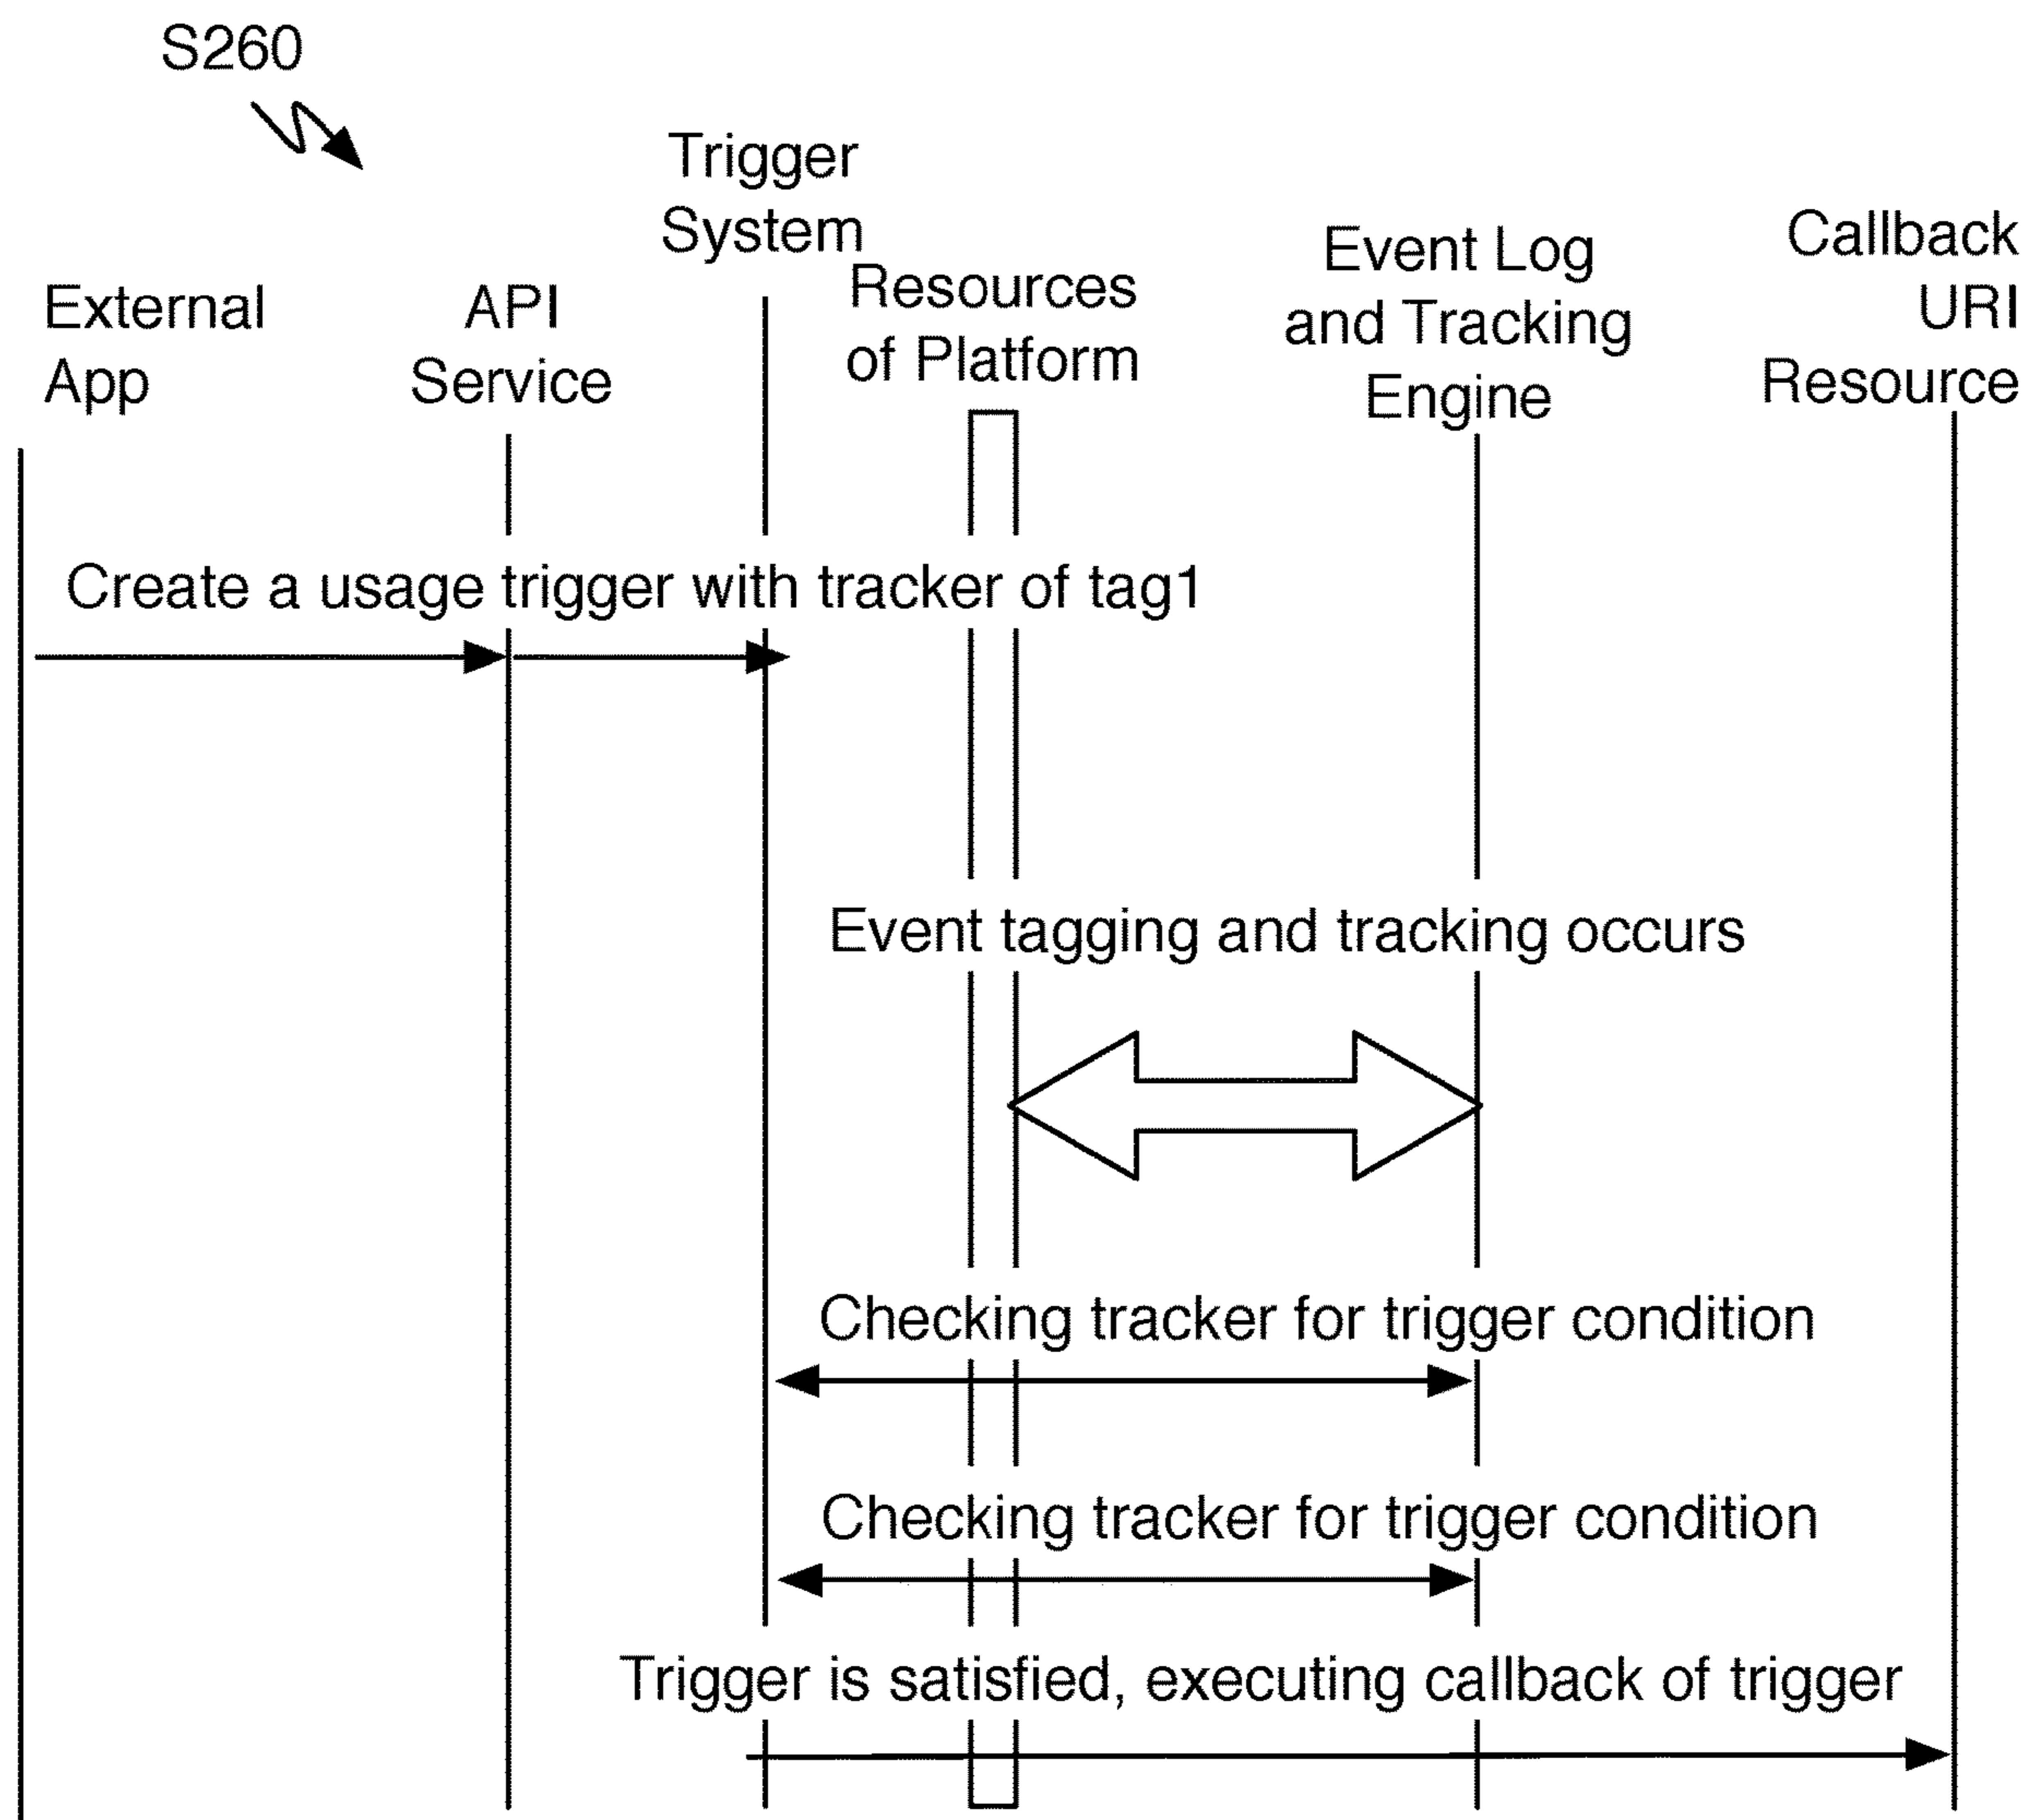 S260
Trigger
System
External
App
API
Service
Resources
of Platform
Event Log
and Tracking
Engine
Callback
URI
Resource
Create a usage trigger with tracker of tag1
Event tagging and tracking occurs
Checking tracker for trigger condition
Checking tracker for trigger condition
Trigger is satisfied, executing callback of trigger